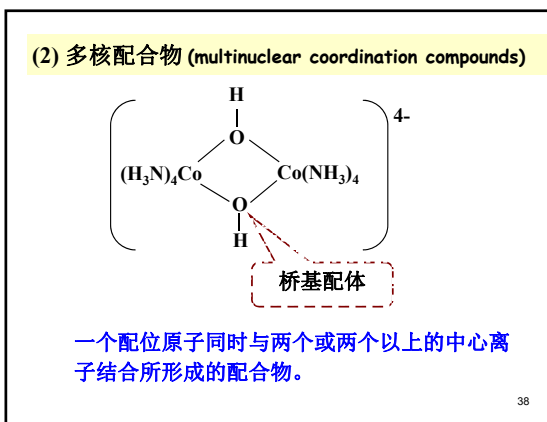 (2) 多核配合物 (multinuclear coordination compounds)
H
4-
O
(H₃N)₄Co Co(NH₃)₄
O
H
桥基配体
一个配位原子同时与两个或两个以上的中心离
子结合所形成的配合物。
38